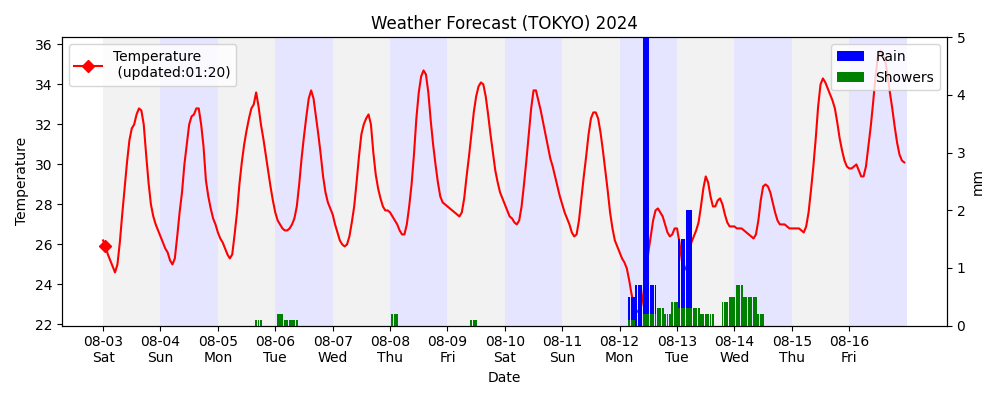 Weather Forecast (TOKYO) 2024
Temperature
(updated:01:20)
Rain
Showers
Temperature
36
34
32
30
28
26
24
22
5
4
3
2
1
0
mm
08-03 08-04 08-05 08-06 08-07 08-08 08-09 08-10 08-11 08-12 08-13 08-14 08-15 08-16
Sat Sun Mon Tue Wed Thu Fri Sat Sun Mon Tue Wed Thu Fri
Date